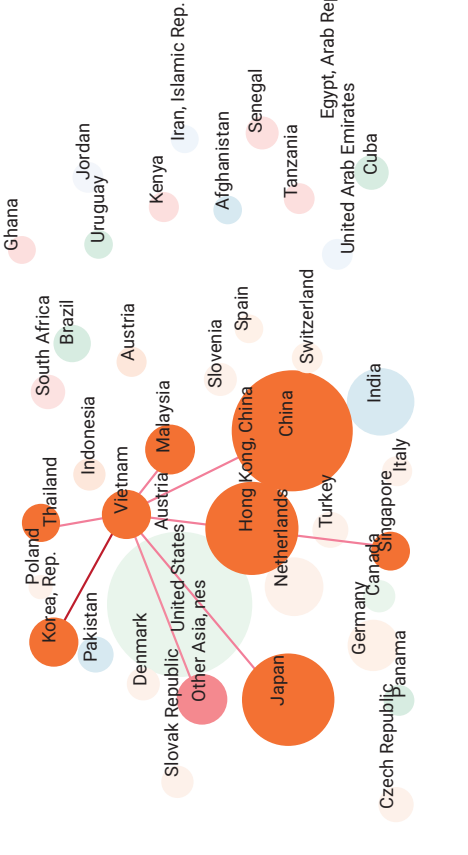 Ghana
Jordan
Uruguay
Iran, Islamic Rep.
Kenya
Afghanistan
Senegal
Tanzania
Egypt, Arab Rep
United Arab Emirates
Cuba
South Africa
Brazil
Austria
Slovenia
Spain
Switzerland
India
China
Hong Kong, China
Malaysia
Indonesia
Vietnam
Thailand
Austria
Poland
Korea, Rep.
Pakistan
United States
Netherlands
Turkey
Italy
Singapore
Canada
Germany
Panama
Denmark
Other Asia, nes
Slovak Republic
Japan
Czech Republic